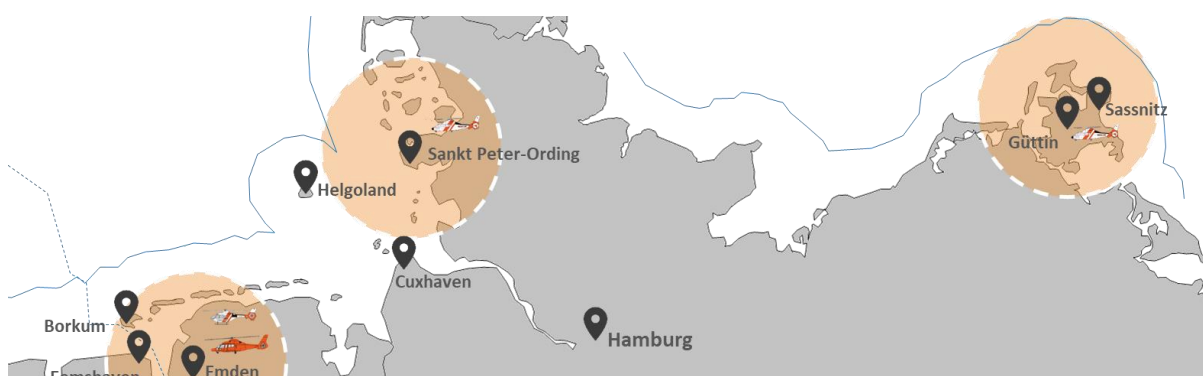 Sassnitz
Güttin
Sankt Peter-Ording
Helgoland
Cuxhaven
Borkum
Hamburg
Emden